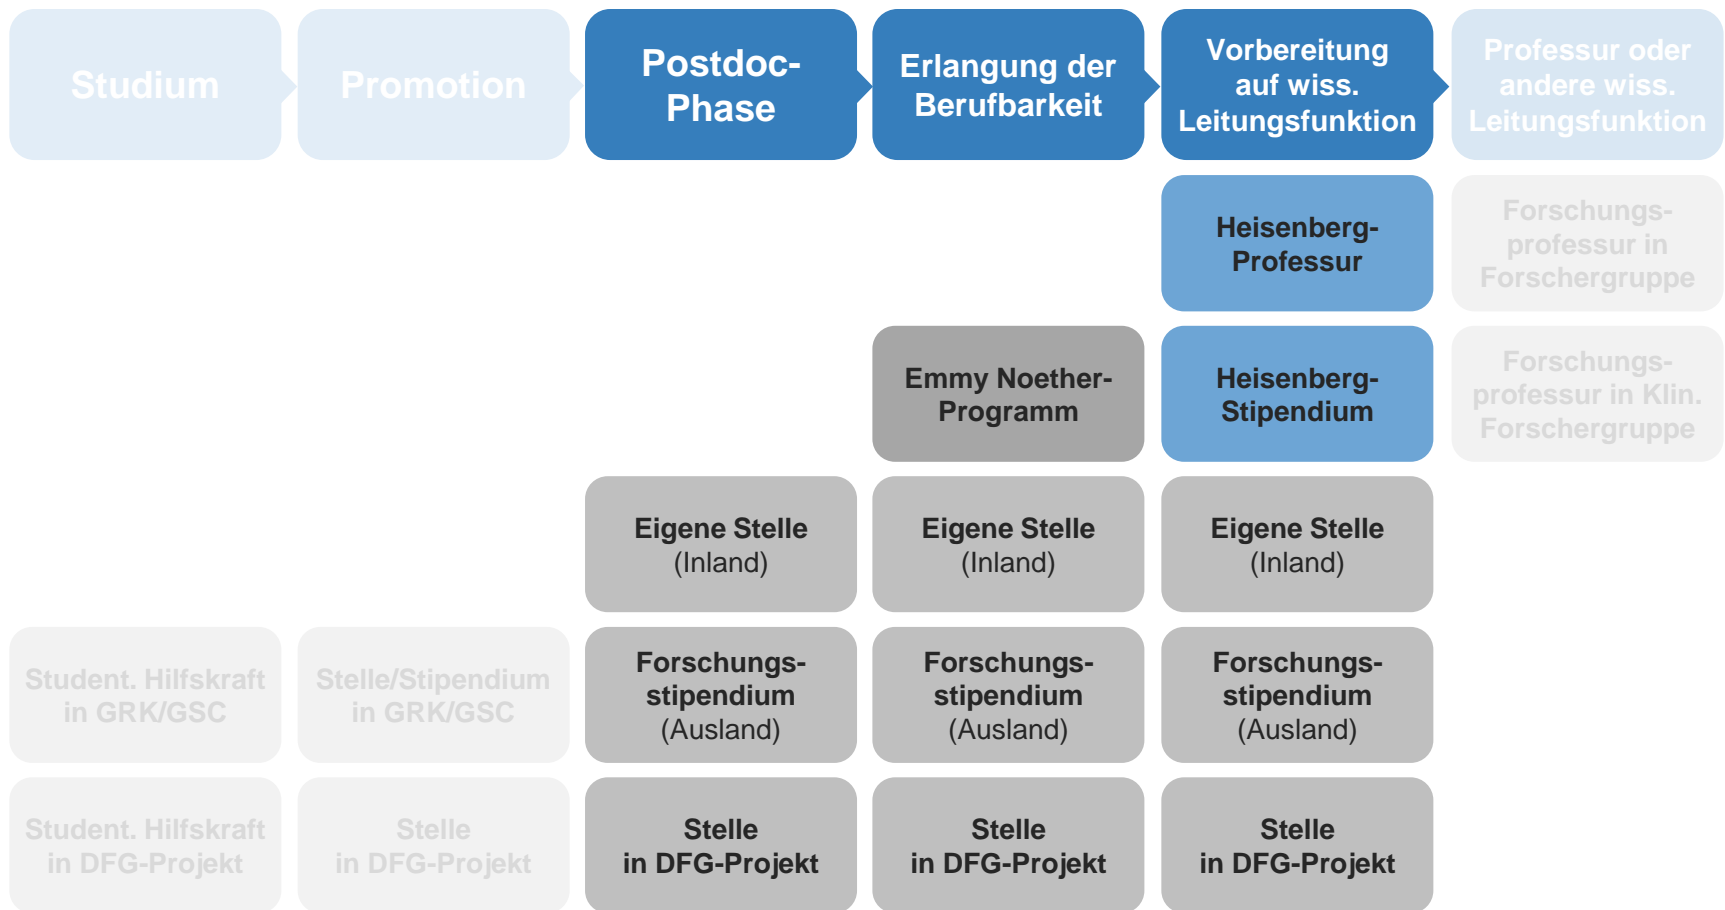 Studium
Promotion
Postdoc-
Phase
Erlangung der
Berufbarkeit
Vorbereitung
auf wiss.
Leitungsfunktion
Professur oder
andere wiss.
Leitungsfunktion
Heisenberg-
Professur
Forschungs-
professur in
Forschergruppe
Emmy Noether-
Programm
Heisenberg-
Stipendium
Forschungs-
professur in Klin.
Forschergruppe
Eigene Stelle
(Inland)
Eigene Stelle
(Inland)
Eigene Stelle
(Inland)
Student. Hilfskraft
in GRK/GSC
Stelle/Stipendium
in GRK/GSC
Forschungs-
stipendium
(Ausland)
Forschungs-
stipendium
(Ausland)
Forschungs-
stipendium
(Ausland)
Student. Hilfskraft
in DFG-Projekt
Stelle
in DFG-Projekt
Stelle
in DFG-Projekt
Stelle
in DFG-Projekt
Stelle
in DFG-Projekt